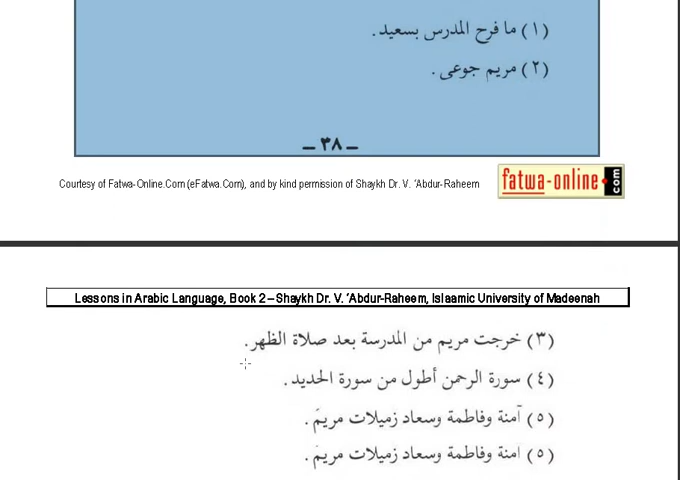 (١) ما فرح المدرس بسعيد.
(٢) مريم جوعى.
– ٣٨ –
Courtesy of Fatwa-Online.Com (eFatwa.Com), and by kind permission of Shaykh Dr. V. ‘Abdur-Raheem
fatwa-online.com
Lessons in Arabic Language, Book 2 – Shaykh Dr. V. ‘Abdur-Raheem, Islaamic University of Madeenah
(٣) خرجت مريم من المدرسة بعد صلاة الظهر.
(٤) سورة الرحمن أطول من سورة الحديد.
(٥) آمنة وفاطمة وسعاد زميلات مريمَ.
(٥) امنة وفاطمة وسعاد زميلات مريمَ.